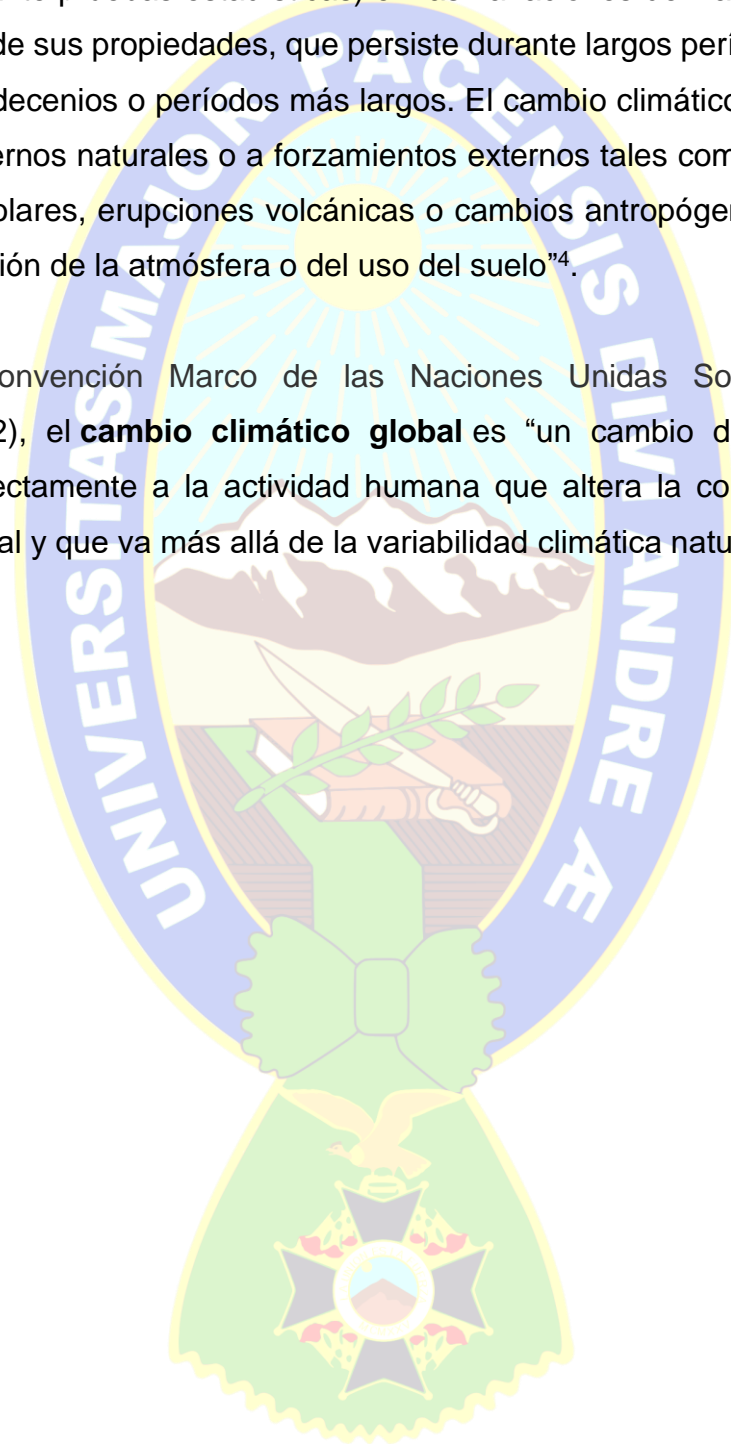 de sus propiedades, que persiste durante largos perí
decenios o períodos más largos. El cambio climático
ernos naturales o a forzamientos externos tales com
olares, erupciones volcánicas o cambios antropógen
ión de la atmósfera o del uso del suelo”⁴.
onvención Marco de las Naciones Unidas So
2), el cambio climático global es “un cambio d
ectamente a la actividad humana que altera la co
al y que va más allá de la variabilidad climática natu
UNIVERSITAS MAJOR PACENSIS DIVI ANDRE Æ